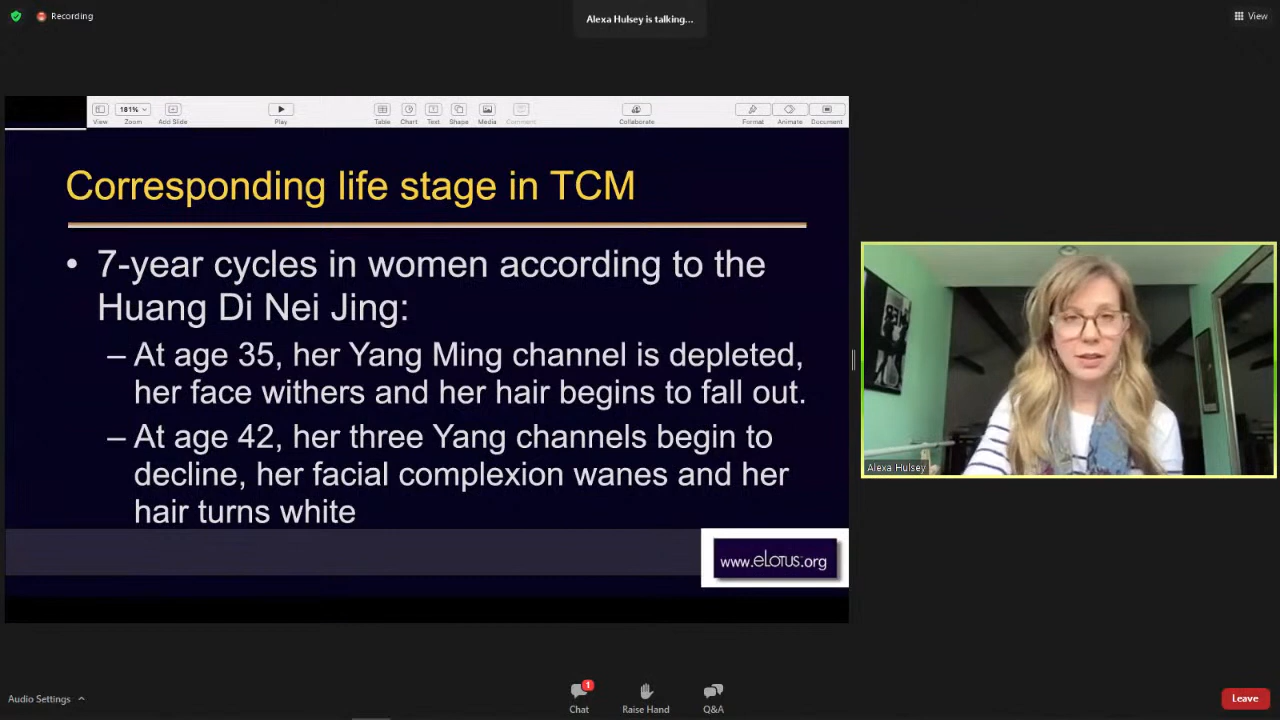 Recording
Alexa Hulsey is talking...
View
181%
View
Zoom
Add Slide
Play
Table
Chart
Text
Shape
Media
Comment
Collaborate
Format
Animate
Document
Corresponding life stage in TCM
• 7-year cycles in women according to the
Huang Di Nei Jing:
– At age 35, her Yang Ming channel is depleted,
her face withers and her hair begins to fall out.
– At age 42, her three Yang channels begin to
decline, her facial complexion wanes and her
hair turns white
www.eLotus.org
Alexa Hulsey
Audio Settings
1
Chat
Raise Hand
Q&A
Leave